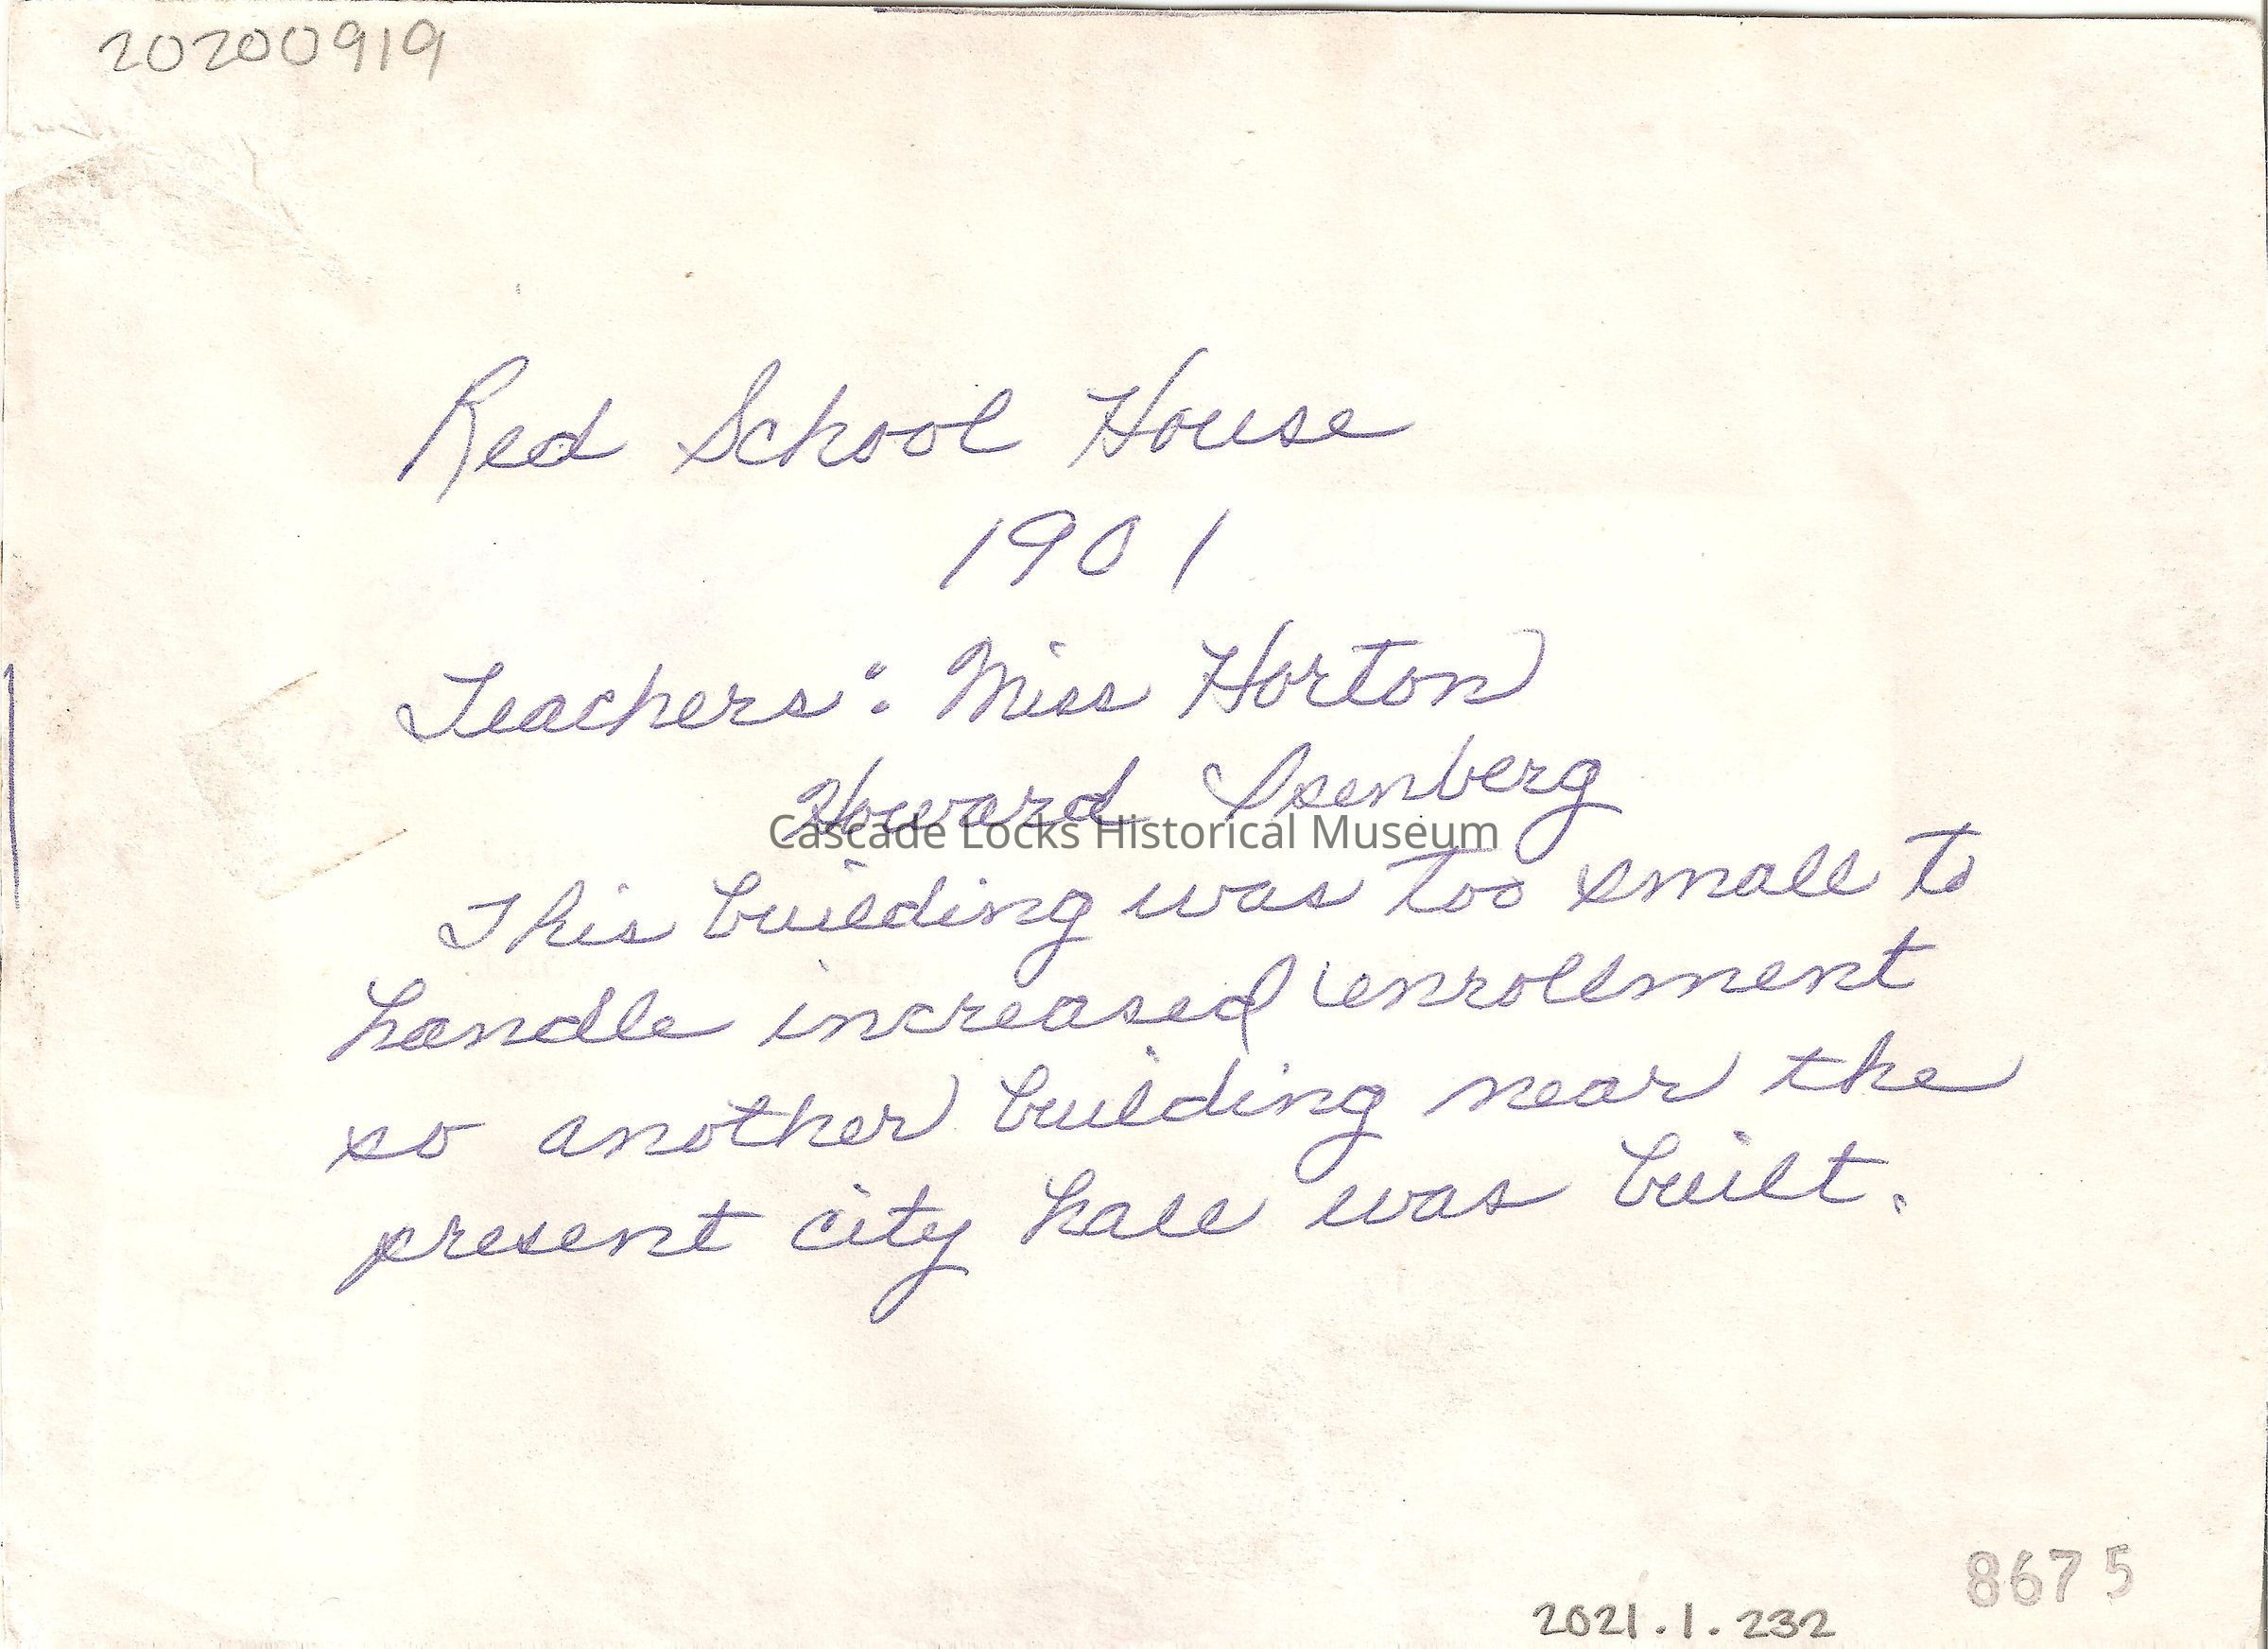 20200919
Red School House
1901
Teachers: Miss Horton
Howard Isenberg
Cascade Locks Historical Museum
This building was too small to
handle increased enrollment
so another building near the
present city hall was built.
8675
2021.1.232